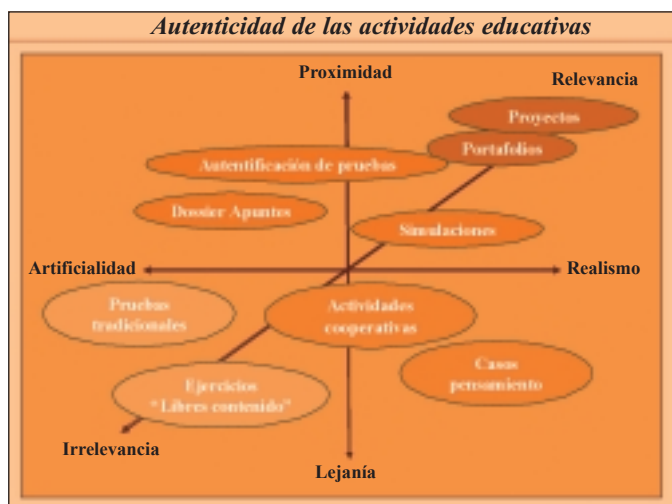 Autenticidad de las actividades educativas
Proximidad
Relevancia
Proyectos
Portafolios
Autentificación de pruebas
Dossier Apuntes
Simulaciones
Artificialidad
Realismo
Pruebas
tradicionales
Actividades
cooperativas
Casos
pensamiento
Ejercicios
"Libres contenido"
Irrelevancia
Lejanía